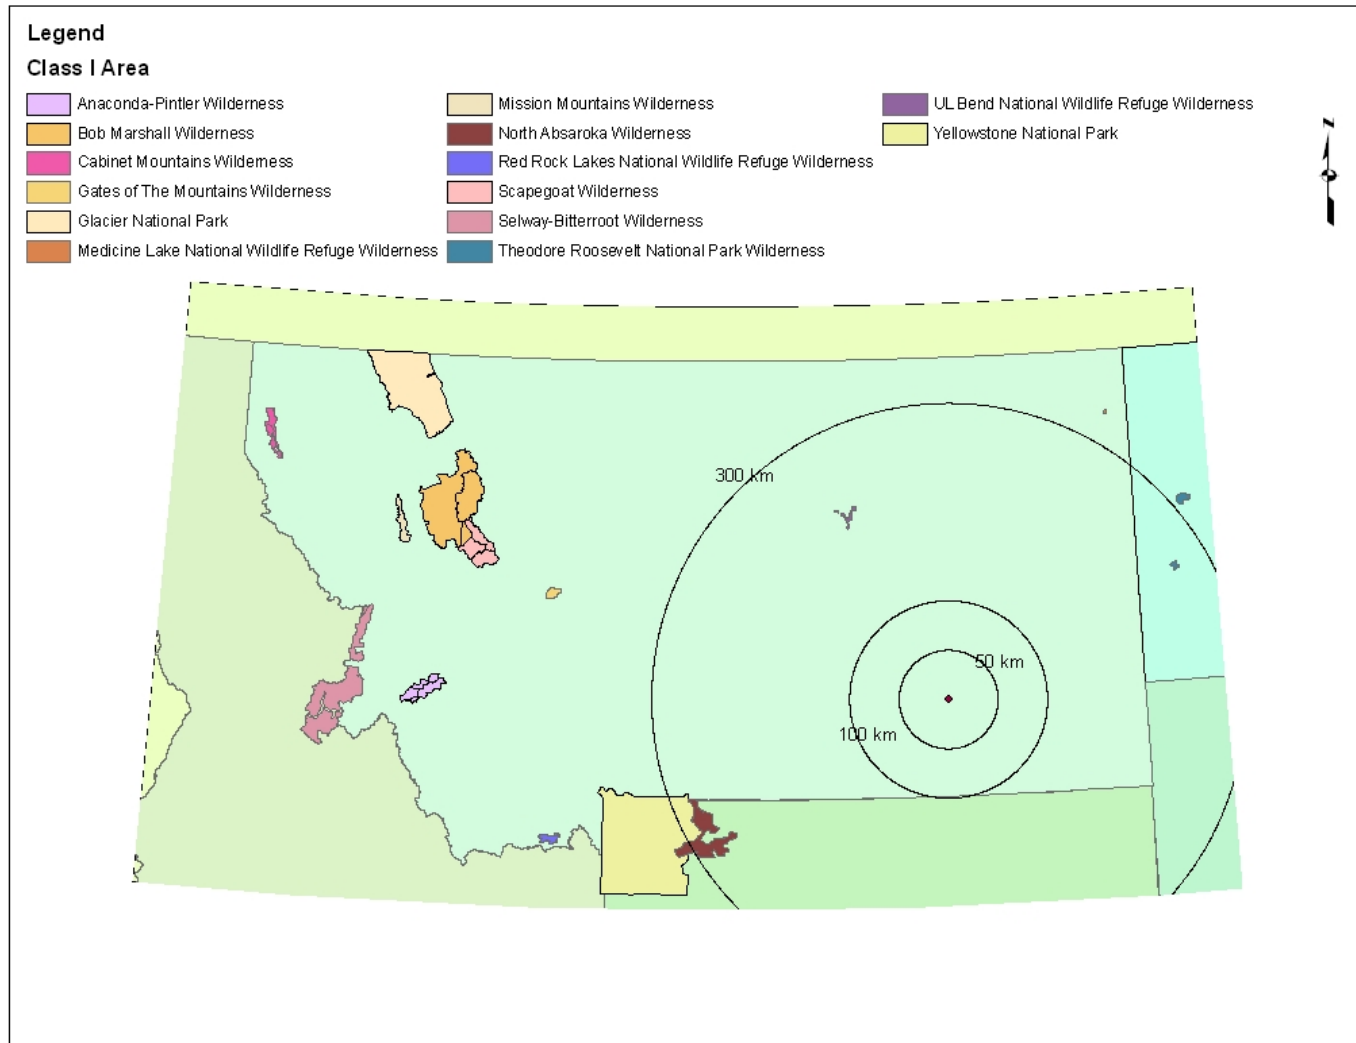 Legend
Class I Area
Anaconda-Pintler Wilderness
Bob Marshall Wilderness
Cabinet Mountains Wilderness
Gates of The Mountains Wilderness
Glacier National Park
Medicine Lake National Wildlife Refuge Wilderness
Mission Mountains Wilderness
North Absaroka Wilderness
Red Rock Lakes National Wildlife Refuge Wilderness
Scapegoat Wilderness
Selway-Bitterroot Wilderness
Theodore Roosevelt National Park Wilderness
UL Bend National Wildlife Refuge Wilderness
Yellowstone National Park
N
300 km
50 km
100 km